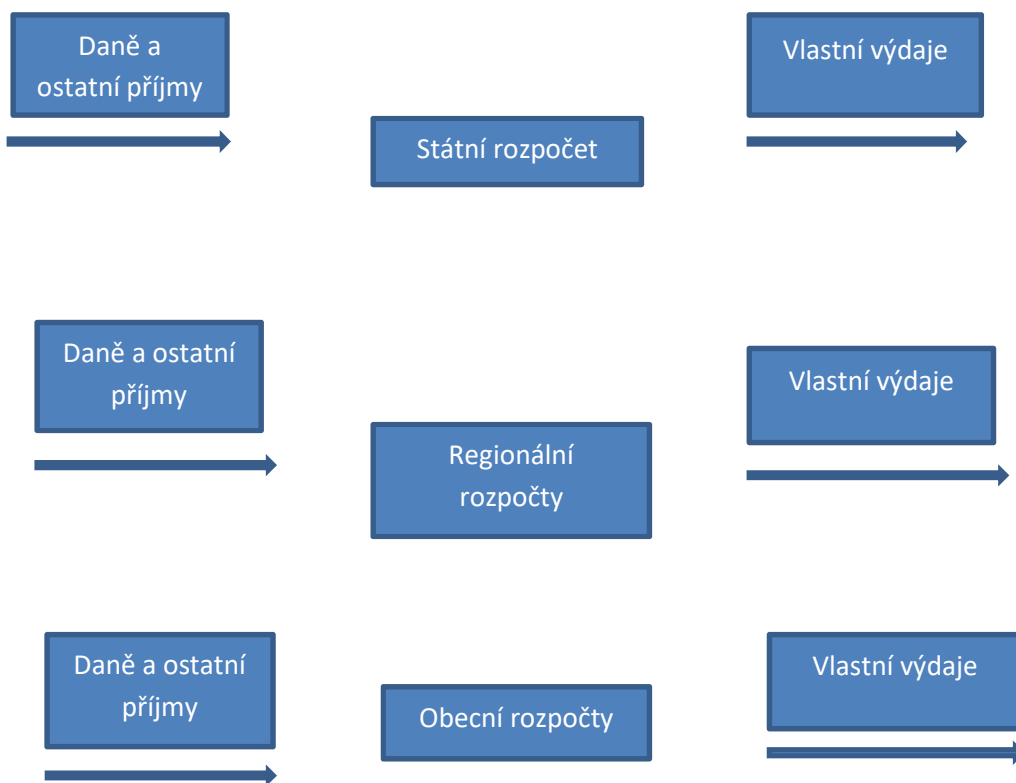 Daně a
ostatní příjmy
Vlastní výdaje
Státní rozpočet
Daně a ostatní
příjmy
Vlastní výdaje
Regionální
rozpočty
Daně a ostatní
příjmy
Vlastní výdaje
Obecní rozpočty